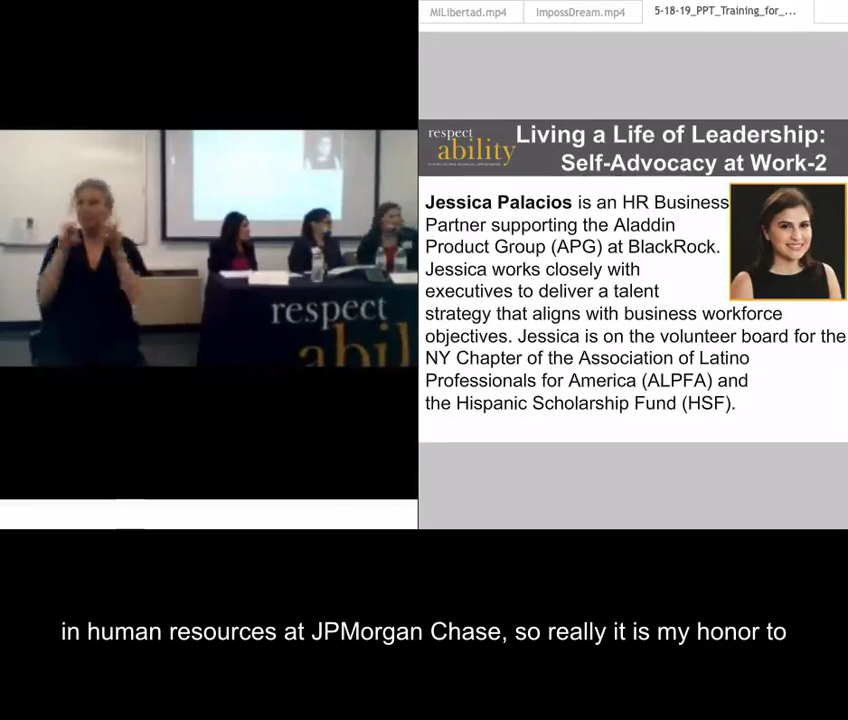 MiLibertad.mp4
ImpossDream.mp4
5-18-19_PPT_Training_for_...
respect
ability
Living a Life of Leadership:
Self-Advocacy at Work-2
Jessica Palacios is an HR Business
Partner supporting the Aladdin
Product Group (APG) at BlackRock.
Jessica works closely with
executives to deliver a talent
strategy that aligns with business workforce
objectives. Jessica is on the volunteer board for the
NY Chapter of the Association of Latino
Professionals for America (ALPFA) and
the Hispanic Scholarship Fund (HSF).
respect
abil
in human resources at JPMorgan Chase, so really it is my honor to